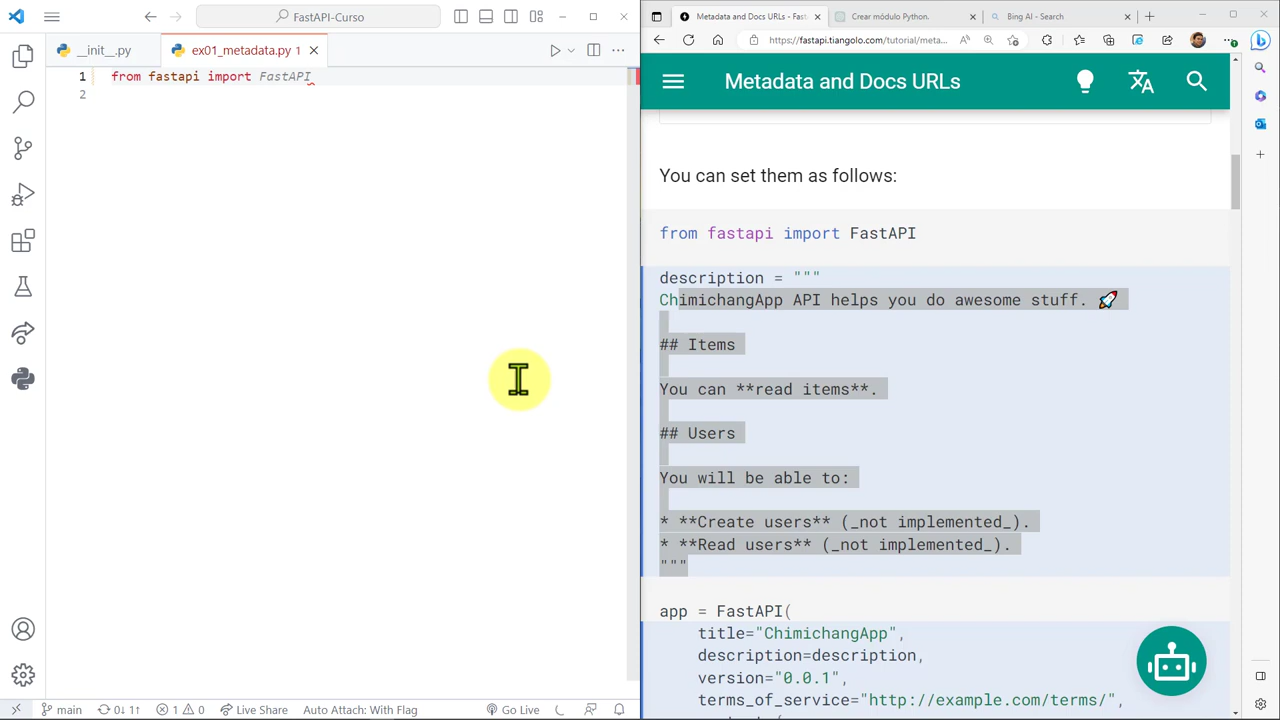 FastAPI-Curso
__init__.py
ex01_metadata.py 1
1 from fastapi import FastAPI
2
main
0↓ 1↑
1 0
Live Share
Auto Attach: With Flag
Go Live
Metadata and Docs URLs - Fast
Crear módulo Python.
Bing AI - Search
https://fastapi.tiangolo.com/tutorial/meta...
Metadata and Docs URLs
You can set them as follows:
from fastapi import FastAPI
description = """
ChimichangApp API helps you do awesome stuff. 🚀
## Items
You can **read items**.
## Users
You will be able to:
* **Create users** (_not implemented_).
* **Read users** (_not implemented_).
"""
app = FastAPI(
title="ChimichangApp",
description=description,
version="0.0.1",
terms_of_service="http://example.com/terms/",